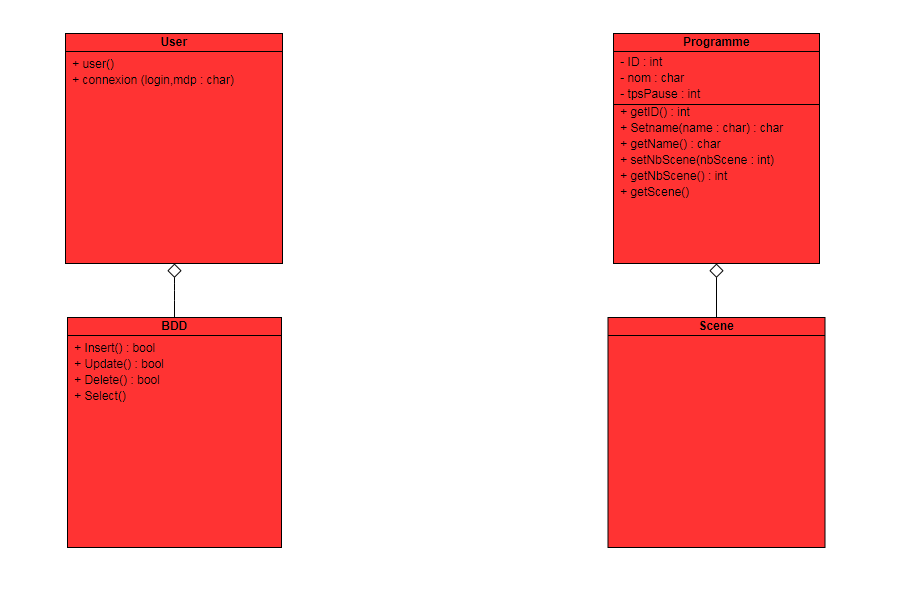 User
+ user()
+ connexion (login,mdp : char)
Programme
- ID : int
- nom : char
- tpsPause : int
+ getID() : int
+ Setname(name : char) : char
+ getName() : char
+ setNbScene(nbScene : int)
+ getNbScene() : int
+ getScene()
BDD
+ Insert() : bool
+ Update() : bool
+ Delete() : bool
+ Select()
Scene